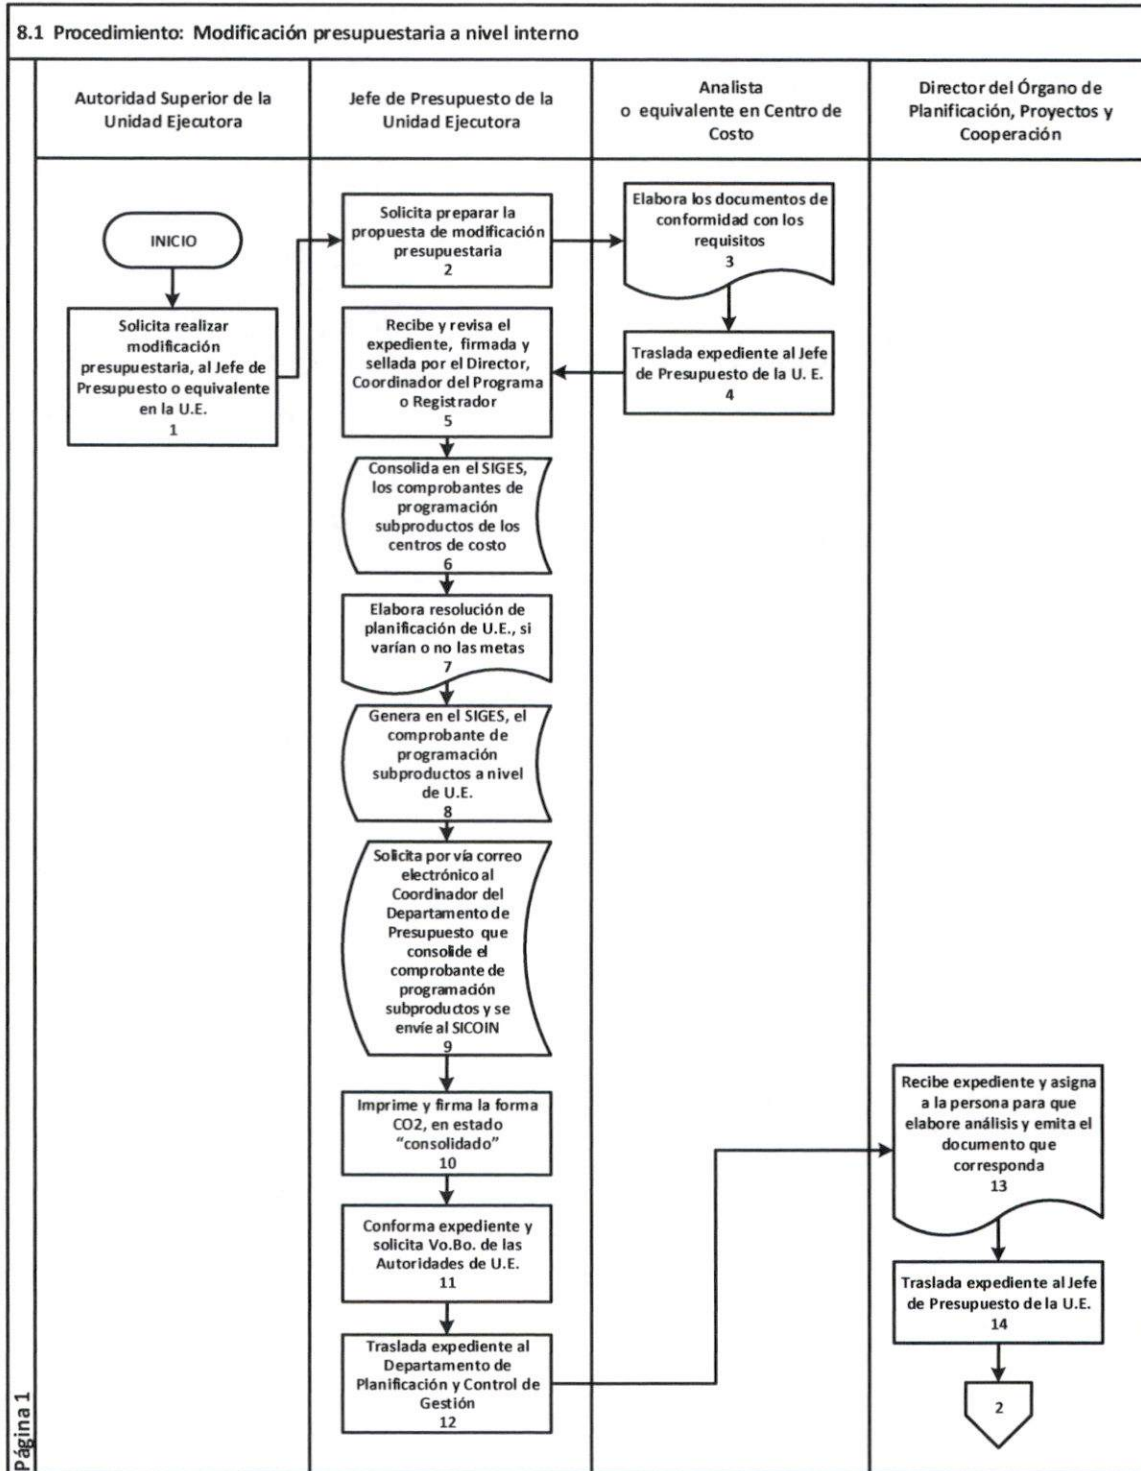 8.1 Procedimiento: Modificación presupuestaria a nivel interno
Autoridad Superior de la
Unidad Ejecutora
Jefe de Presupuesto de la
Unidad Ejecutora
Analista
o equivalente en Centro de
Costo
Director del Órgano de
Planificación, Proyectos y
Cooperación
INICIO
Solicita realizar
modificación
presupuestaria, al Jefe de
Presupuesto o equivalente
en la U.E.
1
Solicita preparar la
propuesta de modificación
presupuestaria
2
Elabora los documentos de
conformidad con los
requisitos
3
Traslada expediente al Jefe
de Presupuesto de la U. E.
4
Recibe y revisa el
expediente, firmada y
sellada por el Director,
Coordinador del Programa
o Registrador
5
Consolida en el SIGES,
los comprobantes de
programación
subproductos de los
centros de costo
6
Elabora resolución de
planificación de U.E., si
varían o no las metas
7
Genera en el SIGES, el
comprobante de
programación
subproductos a nivel
de U.E.
8
Solicita por vía correo
electrónico al
Coordinador del
Departamento de
Presupuesto que
consolide el
comprobante de
programación
subproductos y se
envíe al SICOIN
9
Imprime y firma la forma
CO2, en estado
"consolidado"
10
Conforma expediente y
solicita Vo.Bo. de las
Autoridades de U.E.
11
Traslada expediente al
Departamento de
Planificación y Control de
Gestión
12
Recibe expediente y asigna
a la persona para que
elabore análisis y emita el
documento que
corresponda
13
Traslada expediente al Jefe
de Presupuesto de la U.E.
14
2
Página 1